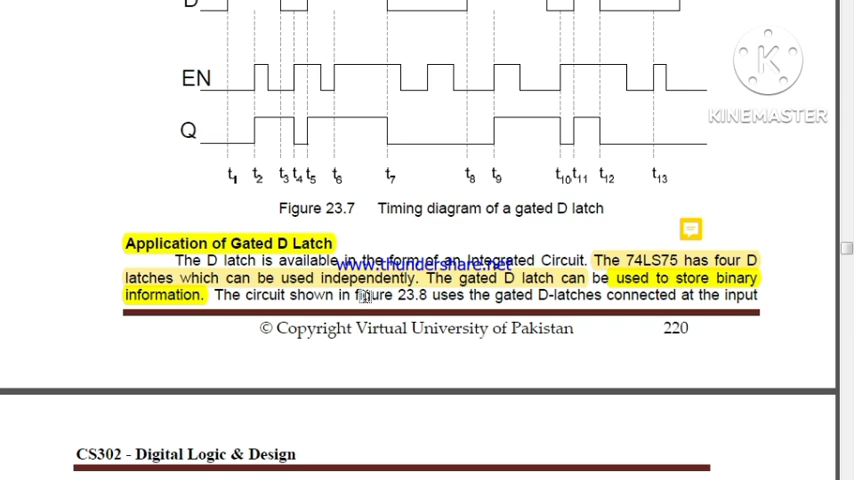 D
EN
KINEMASTER
Q
t1 t2 t3 t4 t5 t6 t7 t8 t9 t10 t11 t12 t13
Figure 23.7 Timing diagram of a gated D latch
Application of Gated D Latch
The D latch is available in the form of an Integrated Circuit. The 74LS75 has four D
www.thundershare.net
latches which can be used independently. The gated D latch can be used to store binary
information. The circuit shown in figure 23.8 uses the gated D-latches connected at the input
© Copyright Virtual University of Pakistan 220
CS302 - Digital Logic & Design